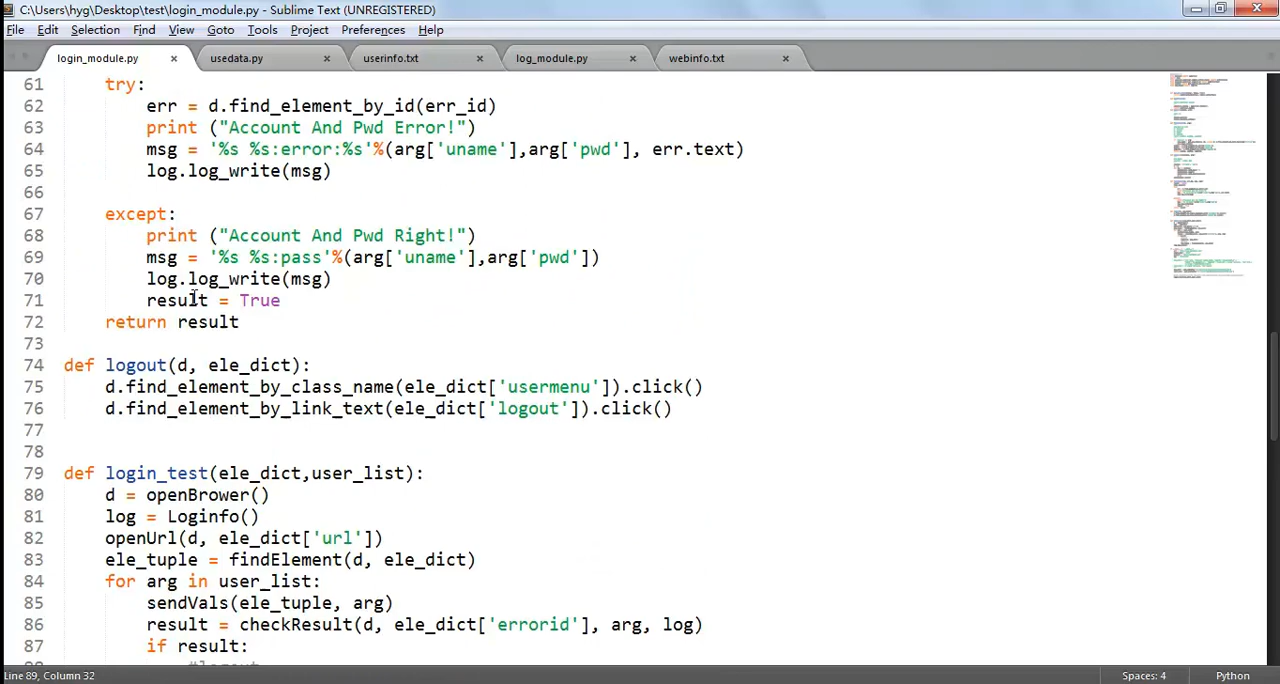 C:\Users\hyg\Desktop\test\login_module.py - Sublime Text (UNREGISTERED)
File Edit Selection Find View Goto Tools Project Preferences Help
login_module.py × usedata.py × userinfo.txt × log_module.py × webinfo.txt ×
61 try:
62 err = d.find_element_by_id(err_id)
63 print ("Account And Pwd Error!")
64 msg = '%s %s:error:%s'%(arg['uname'],arg['pwd'], err.text)
65 log.log_write(msg)
66
67 except:
68 print ("Account And Pwd Right!")
69 msg = '%s %s:pass'%(arg['uname'],arg['pwd'])
70 log.log_write(msg)
71 result = True
72 return result
73
74 def logout(d, ele_dict):
75 d.find_element_by_class_name(ele_dict['usermenu']).click()
76 d.find_element_by_link_text(ele_dict['logout']).click()
77
78
79 def login_test(ele_dict,user_list):
80 d = openBrower()
81 log = Loginfo()
82 openUrl(d, ele_dict['url'])
83 ele_tuple = findElement(d, ele_dict)
84 for arg in user_list:
85 sendVals(ele_tuple, arg)
86 result = checkResult(d, ele_dict['errorid'], arg, log)
87 if result:
Line 89, Column 32 Spaces: 4 Python